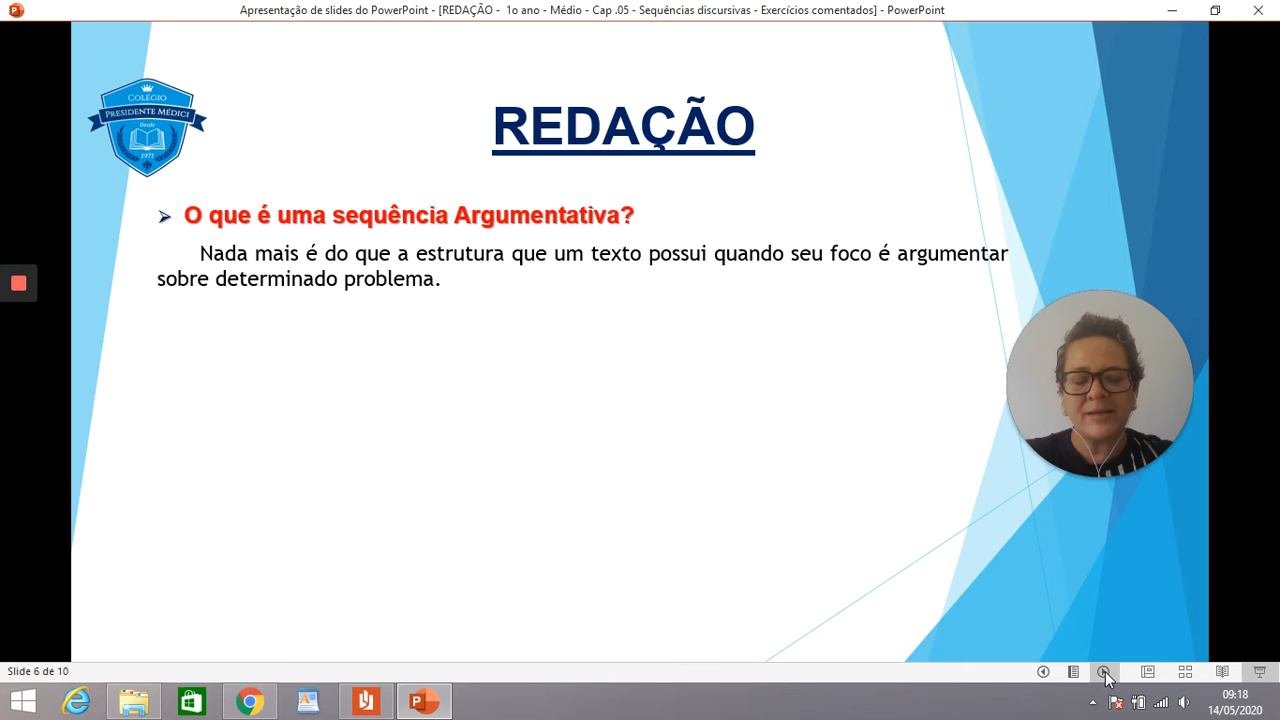 Apresentação de slides do PowerPoint - [REDAÇÃO - 1o ano - Médio - Cap .05 - Sequências discursivas - Exercícios comentados] - PowerPoint
COLÉGIO
PRESIDENTE MÉDICI
Desde
1971
REDAÇÃO
O que é uma sequência Argumentativa?
Nada mais é do que a estrutura que um texto possui quando seu foco é argumentar
sobre determinado problema.
Slide 6 de 10
09:18
14/05/2020